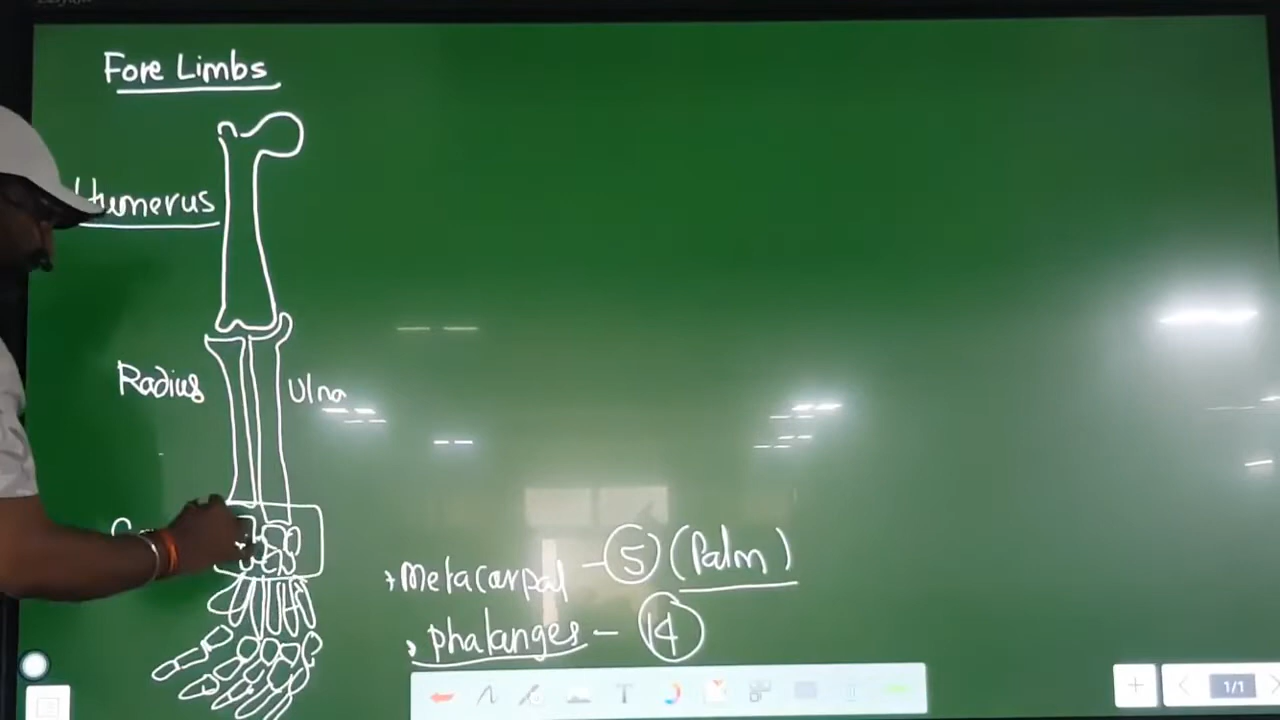 Fore Limbs
Humerus
Radius
Ulna
metacarpal - 5 (Palm)
phalanges - 14
1/1